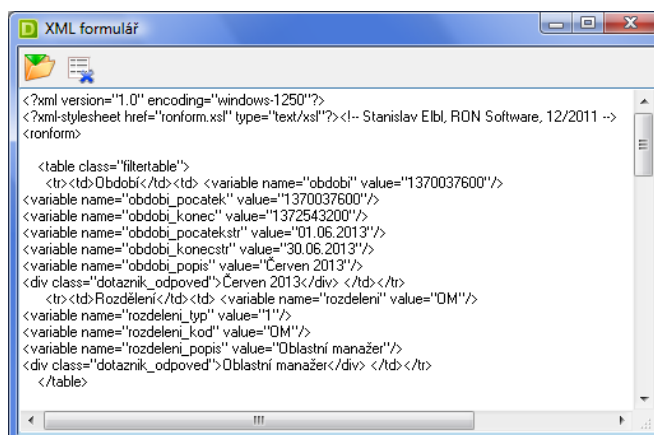 XML formulář
<?xml version="1.0" encoding="windows-1250"?>
<?xml-stylesheet href="ronform.xsl" type="text/xsl"?><!-- Stanislav Elbl, RON Software, 12/2011 -->
<ronform>
<table class="filtertable">
<tr><td>Období</td><td> <variable name="obdobi" value="1370037600"/>
<variable name="obdobi_pocatek" value="1370037600"/>
<variable name="obdobi_konec" value="1372543200"/>
<variable name="obdobi_pocatekstr" value="01.06.2013"/>
<variable name="obdobi_konecstr" value="30.06.2013"/>
<variable name="obdobi_popis" value="Červen 2013"/>
<div class="dotaznik_odpoved">Červen 2013</div> </td></tr>
<tr><td>Rozdělení</td><td> <variable name="rozdeleni" value="OM"/>
<variable name="rozdeleni_typ" value="1"/>
<variable name="rozdeleni_kod" value="OM"/>
<variable name="rozdeleni_popis" value="Oblastní manažer"/>
<div class="dotaznik_odpoved">Oblastní manažer</div> </td></tr>
</table>